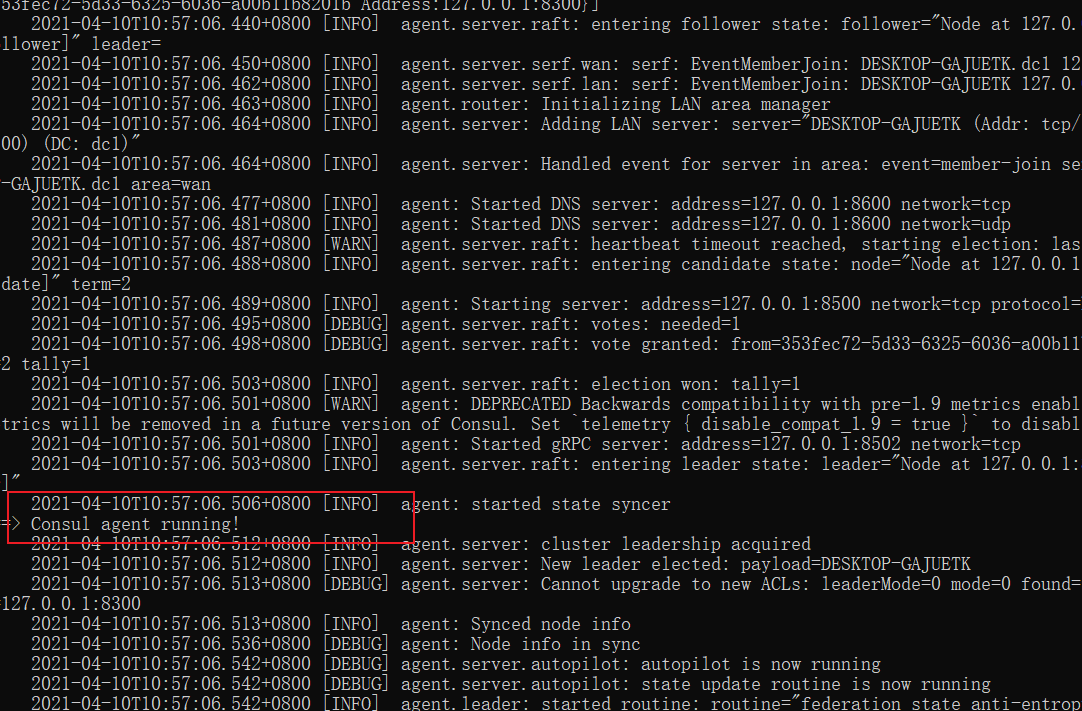 53fec72-5d33-6325-6036-a00b11b8201b Address:127.0.0.1:8300}]
2021-04-10T10:57:06.440+0800 [INFO] agent.server.raft: entering follower state: follower="Node at 127.0.
llower]" leader=
2021-04-10T10:57:06.450+0800 [INFO] agent.server.serf.wan: serf: EventMemberJoin: DESKTOP-GAJUETK.dc1 12
2021-04-10T10:57:06.462+0800 [INFO] agent.server.serf.lan: serf: EventMemberJoin: DESKTOP-GAJUETK 127.0.
2021-04-10T10:57:06.463+0800 [INFO] agent.router: Initializing LAN area manager
2021-04-10T10:57:06.464+0800 [INFO] agent.server: Adding LAN server: server="DESKTOP-GAJUETK (Addr: tcp/
00) (DC: dc1)"
2021-04-10T10:57:06.464+0800 [INFO] agent.server: Handled event for server in area: event=member-join se
-GAJUETK.dc1 area=wan
2021-04-10T10:57:06.477+0800 [INFO] agent: Started DNS server: address=127.0.0.1:8600 network=tcp
2021-04-10T10:57:06.481+0800 [INFO] agent: Started DNS server: address=127.0.0.1:8600 network=udp
2021-04-10T10:57:06.487+0800 [WARN] agent.server.raft: heartbeat timeout reached, starting election: las
2021-04-10T10:57:06.488+0800 [INFO] agent.server.raft: entering candidate state: node="Node at 127.0.0.1
date]" term=2
2021-04-10T10:57:06.489+0800 [INFO] agent: Starting server: address=127.0.0.1:8500 network=tcp protocol=
2021-04-10T10:57:06.495+0800 [DEBUG] agent.server.raft: votes: needed=1
2021-04-10T10:57:06.498+0800 [DEBUG] agent.server.raft: vote granted: from=353fec72-5d33-6325-6036-a00b11
2 tally=1
2021-04-10T10:57:06.503+0800 [INFO] agent.server.raft: election won: tally=1
2021-04-10T10:57:06.501+0800 [WARN] agent: DEPRECATED Backwards compatibility with pre-1.9 metrics enabl
trics will be removed in a future version of Consul. Set `telemetry { disable_compat_1.9 = true }` to disabl
2021-04-10T10:57:06.501+0800 [INFO] agent: Started gRPC server: address=127.0.0.1:8502 network=tcp
2021-04-10T10:57:06.503+0800 [INFO] agent.server.raft: entering leader state: leader="Node at 127.0.0.1:
]"
2021-04-10T10:57:06.506+0800 [INFO] agent: started state syncer
=> Consul agent running!
2021-04-10T10:57:06.512+0800 [INFO] agent.server: cluster leadership acquired
2021-04-10T10:57:06.512+0800 [INFO] agent.server: New leader elected: payload=DESKTOP-GAJUETK
2021-04-10T10:57:06.513+0800 [DEBUG] agent.server: Cannot upgrade to new ACLs: leaderMode=0 mode=0 found=
=127.0.0.1:8300
2021-04-10T10:57:06.513+0800 [INFO] agent: Synced node info
2021-04-10T10:57:06.536+0800 [DEBUG] agent: Node info in sync
2021-04-10T10:57:06.542+0800 [DEBUG] agent.server.autopilot: autopilot is now running
2021-04-10T10:57:06.542+0800 [DEBUG] agent.server.autopilot: state update routine is now running
2021-04-10T10:57:06.542+0800 [INFO] agent.leader: started routine: routine="federation state anti-entrop